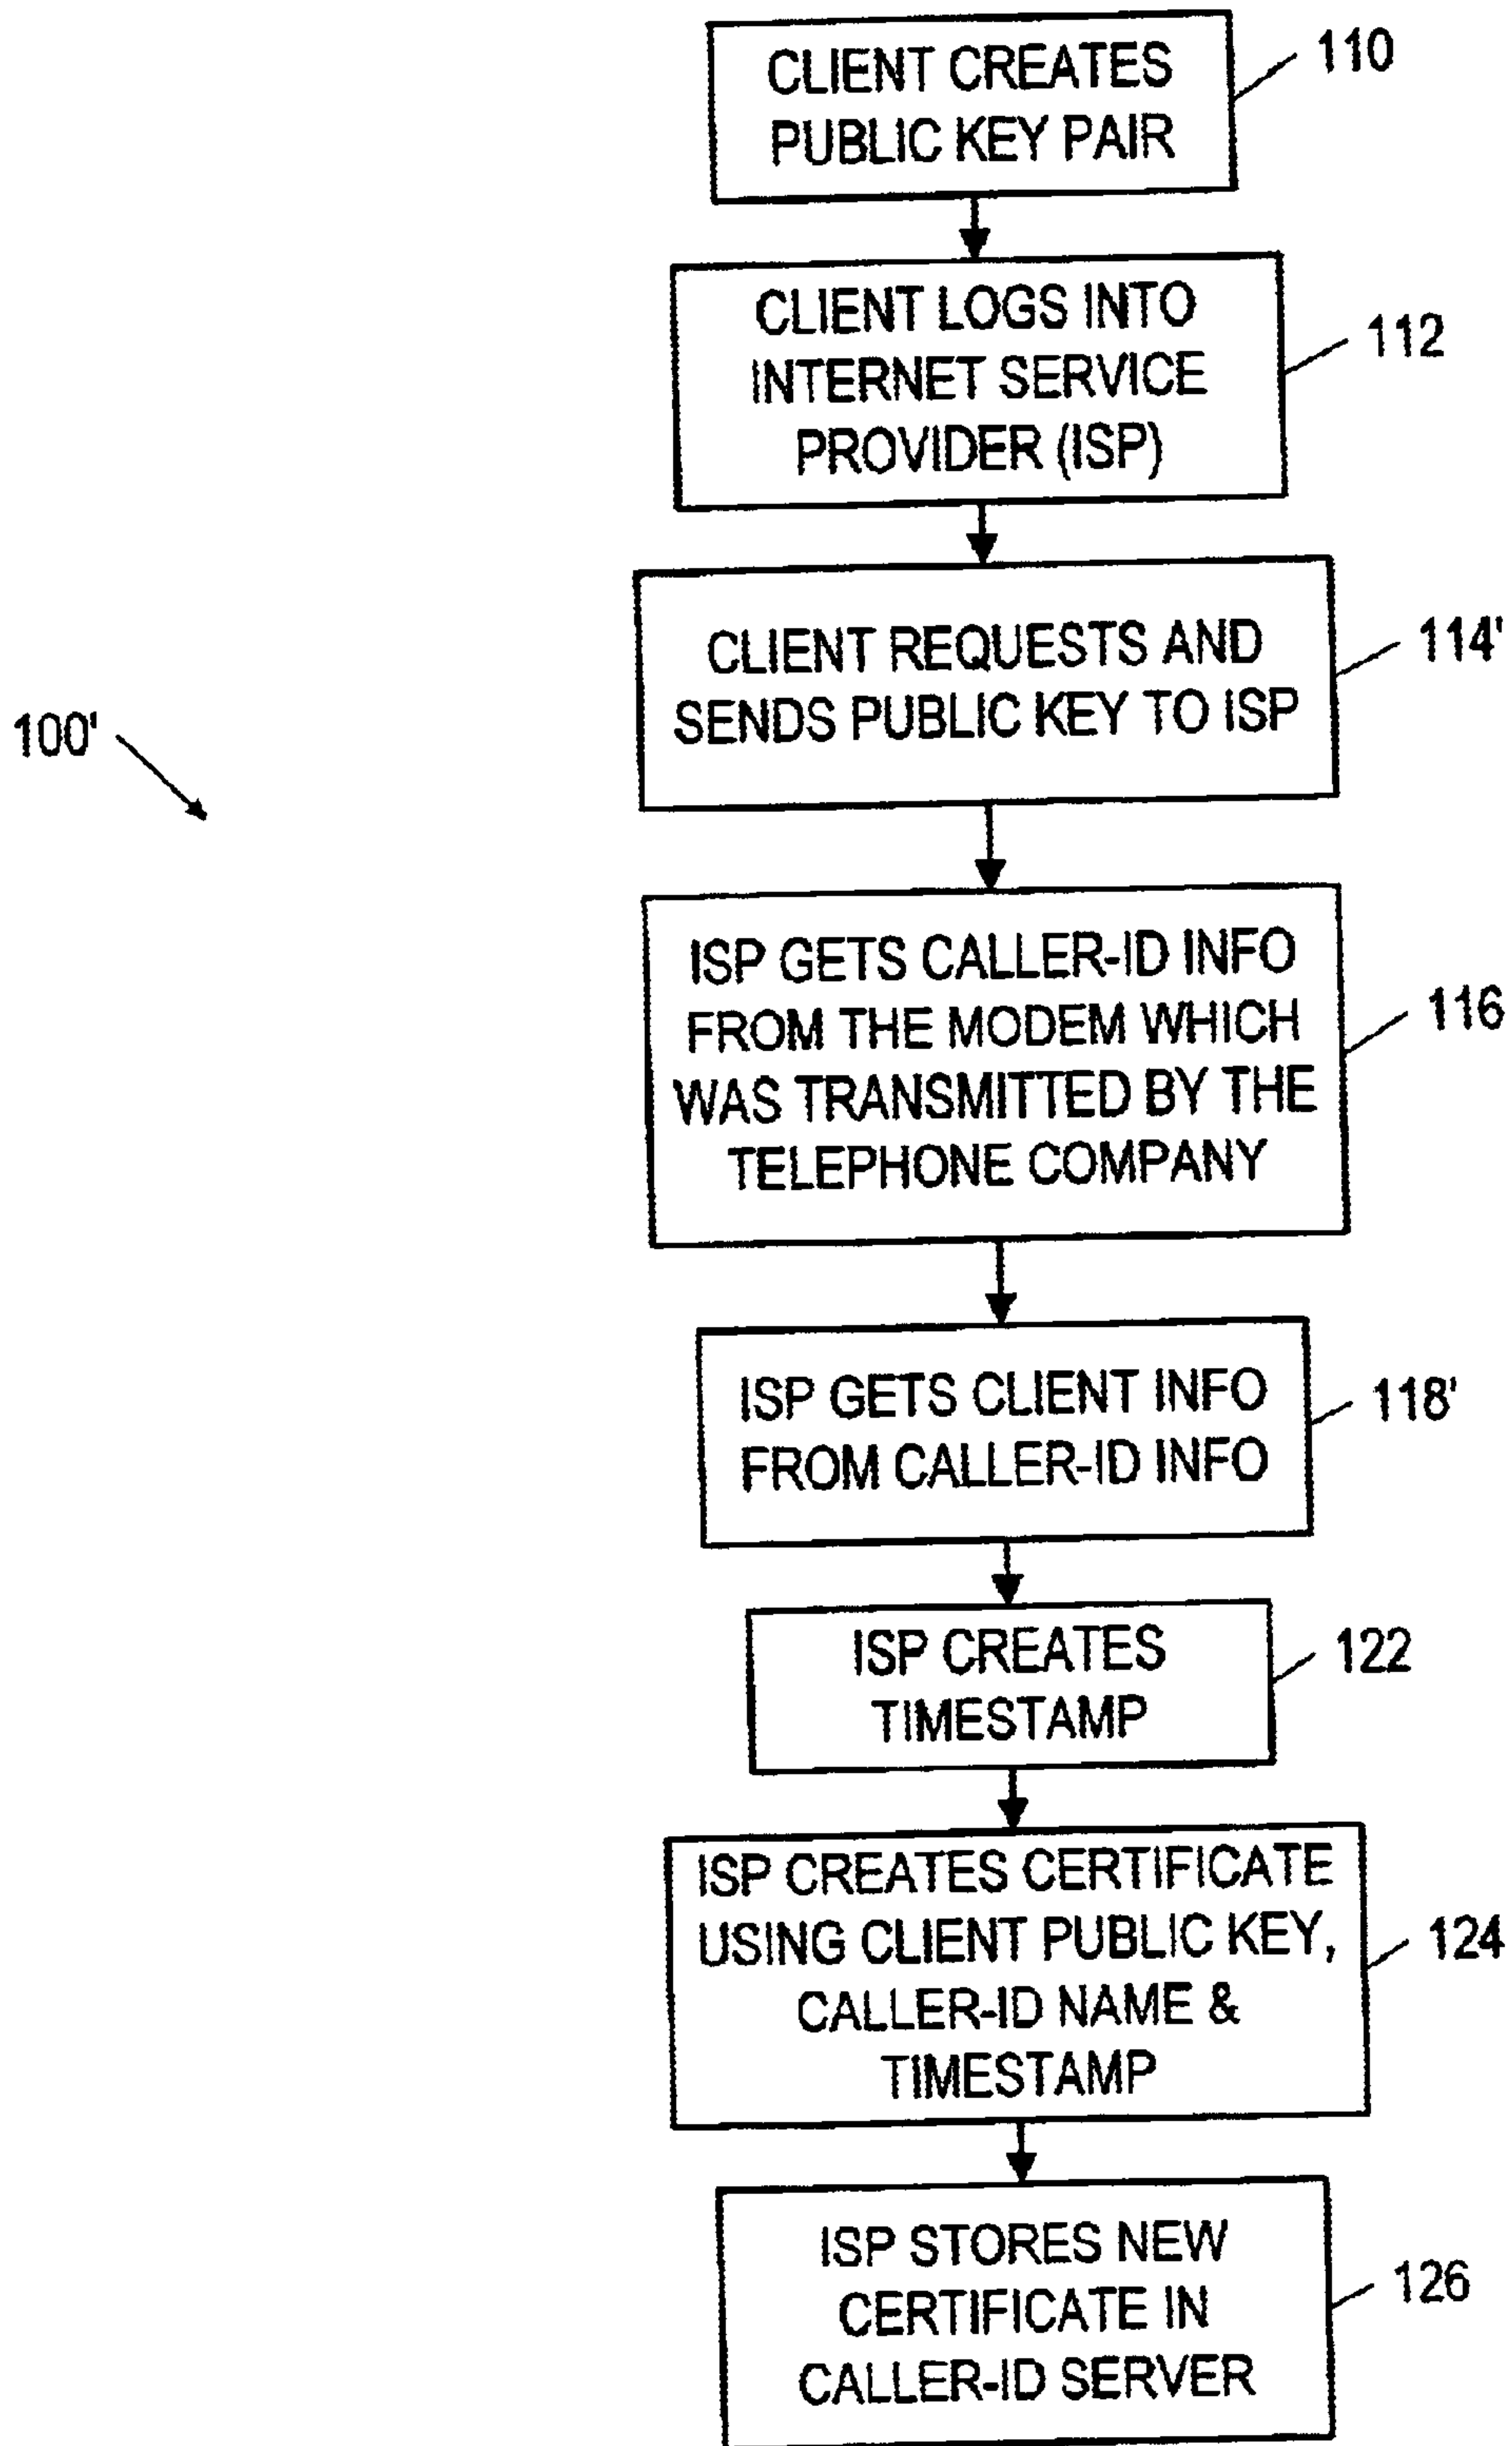 CLIENT CREATES
PUBLIC KEY PAIR
110
CLIENT LOGS INTO
INTERNET SERVICE
PROVIDER (ISP)
112
CLIENT REQUESTS AND
SENDS PUBLIC KEY TO ISP
114'
100'
ISP GETS CALLER-ID INFO
FROM THE MODEM WHICH
WAS TRANSMITTED BY THE
TELEPHONE COMPANY
116
ISP GETS CLIENT INFO
FROM CALLER-ID INFO
118'
ISP CREATES
TIMESTAMP
122
ISP CREATES CERTIFICATE
USING CLIENT PUBLIC KEY,
CALLER-ID NAME &
TIMESTAMP
124
ISP STORES NEW
CERTIFICATE IN
CALLER-ID SERVER
126